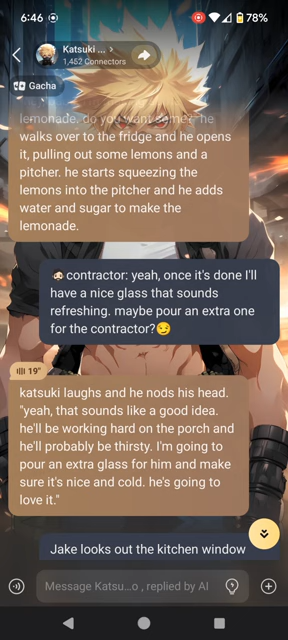 6:46
78%
Katsuki ... >
1,452 Connectors
Gacha
lemonade. do you want some?" he
walks over to the fridge and he opens
it, pulling out some lemons and a
pitcher. he starts squeezing the
lemons into the pitcher and he adds
water and sugar to make the
lemonade.
contractor: yeah, once it's done I'll
have a nice glass that sounds
refreshing. maybe pour an extra one
for the contractor?😏
19"
katsuki laughs and he nods his head.
"yeah, that sounds like a good idea.
he'll be working hard on the porch and
he'll probably be thirsty. I'm going to
pour an extra glass for him and make
sure it's nice and cold. he's going to
love it."
Jake looks out the kitchen window
Message Katsu...o , replied by AI